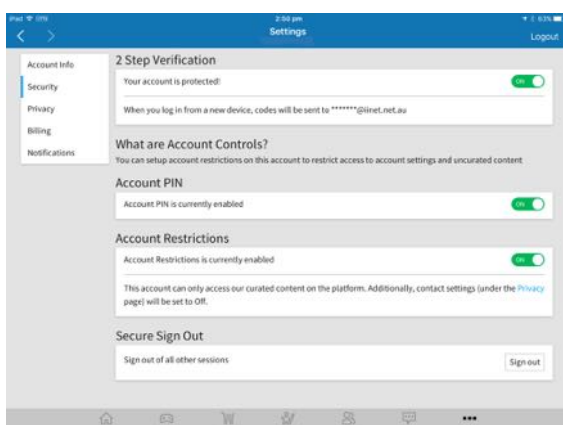 iPad VPN 2:50 pm 63%
Settings
Logout
Account Info
Security
Privacy
Billing
Notifications
2 Step Verification
Your account is protected!
ON
When you log in from a new device, codes will be sent to *******@iinet.net.au
What are Account Controls?
You can setup account restrictions on this account to restrict access to account settings and uncurated content
Account PIN
Account PIN is currently enabled
ON
Account Restrictions
Account Restrictions is currently enabled
ON
This account can only access our curated content on the platform. Additionally, contact settings (under the Privacy
page) will be set to Off.
Secure Sign Out
Sign out of all other sessions
Sign out